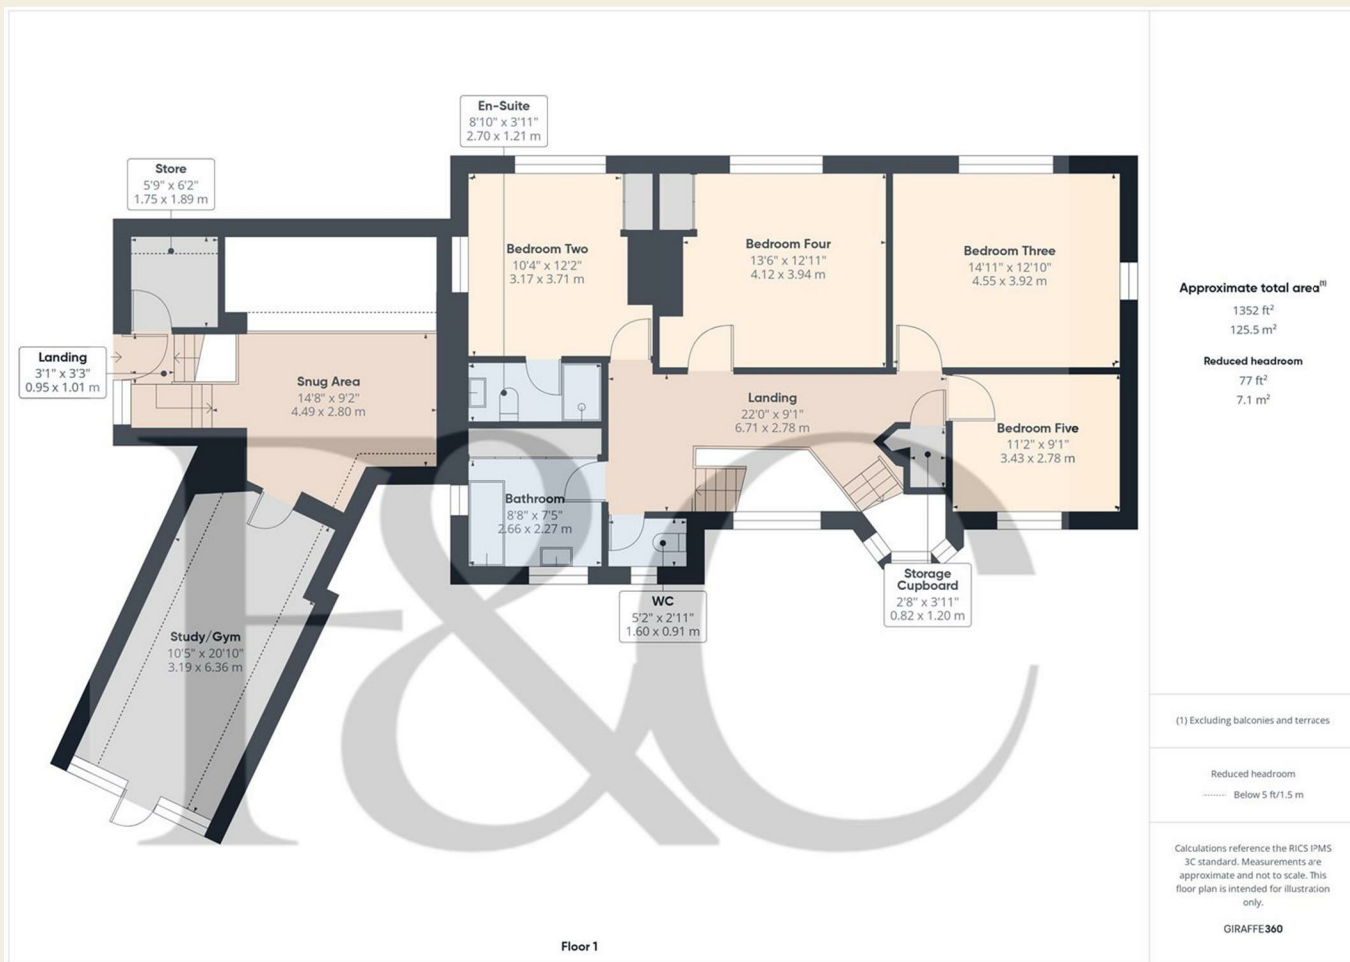 En-Suite
8'10" x 3'11"
2.70 x 1.21 m
Store
5'9" x 6'2"
1.75 x 1.89 m
Bedroom Two
10'4" x 12'2"
3.17 x 3.71 m
Bedroom Four
13'6" x 12'11"
4.12 x 3.94 m
Bedroom Three
14'11" x 12'10"
4.55 x 3.92 m
Landing
3'1" x 3'3"
0.95 x 1.01 m
Snug Area
14'8" x 9'2"
4.49 x 2.80 m
Landing
22'0" x 9'1"
6.71 x 2.78 m
Bedroom Five
11'2" x 9'1"
3.43 x 2.78 m
Bathroom
8'8" x 7'5"
2.66 x 2.27 m
Storage
Cupboard
2'8" x 3'11"
0.82 x 1.20 m
WC
5'2" x 2'11"
1.60 x 0.91 m
Study/Gym
10'5" x 20'10"
3.19 x 6.36 m
F&C
Floor 1
Approximate total area(1)
1352 ft²
125.5 m²
Reduced headroom
77 ft²
7.1 m²
(1) Excluding balconies and terraces
Reduced headroom
Below 5 ft/1.5 m
Calculations reference the RICS IPMS
3C standard. Measurements are
approximate and not to scale. This
floor plan is intended for illustration
only.
GIRAFFE360